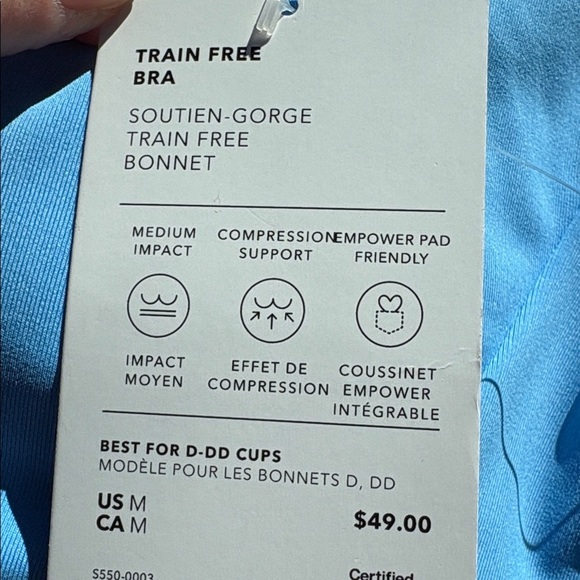 TRAIN FREE
BRA
SOUTIEN-GORGE
TRAIN FREE
BONNET
MEDIUM
IMPACT
COMPRESSION
SUPPORT
EMPOWER PAD
FRIENDLY
IMPACT
MOYEN
EFFET DE
COMPRESSION
COUSSINET
EMPOWER
INTÉGRABLE
BEST FOR D-DD CUPS
MODÈLE POUR LES BONNETS D, DD
US M
CA M
$49.00
S550-0003
Certified